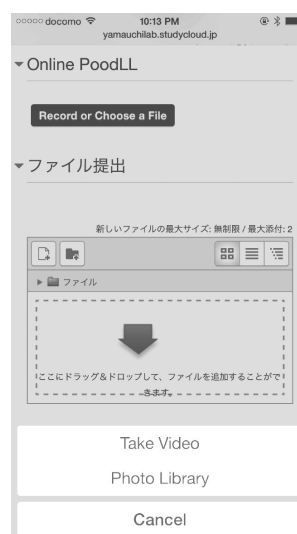 docomo 10:13 PM
yamauchilab.studycloud.jp
Online PoodLL
Record or Choose a File
ファイル提出
新しいファイルの最大サイズ: 無制限 / 最大添付: 2
ファイル
ここにドラッグ&ドロップして、ファイルを追加することがで
きます。
Take Video
Photo Library
Cancel